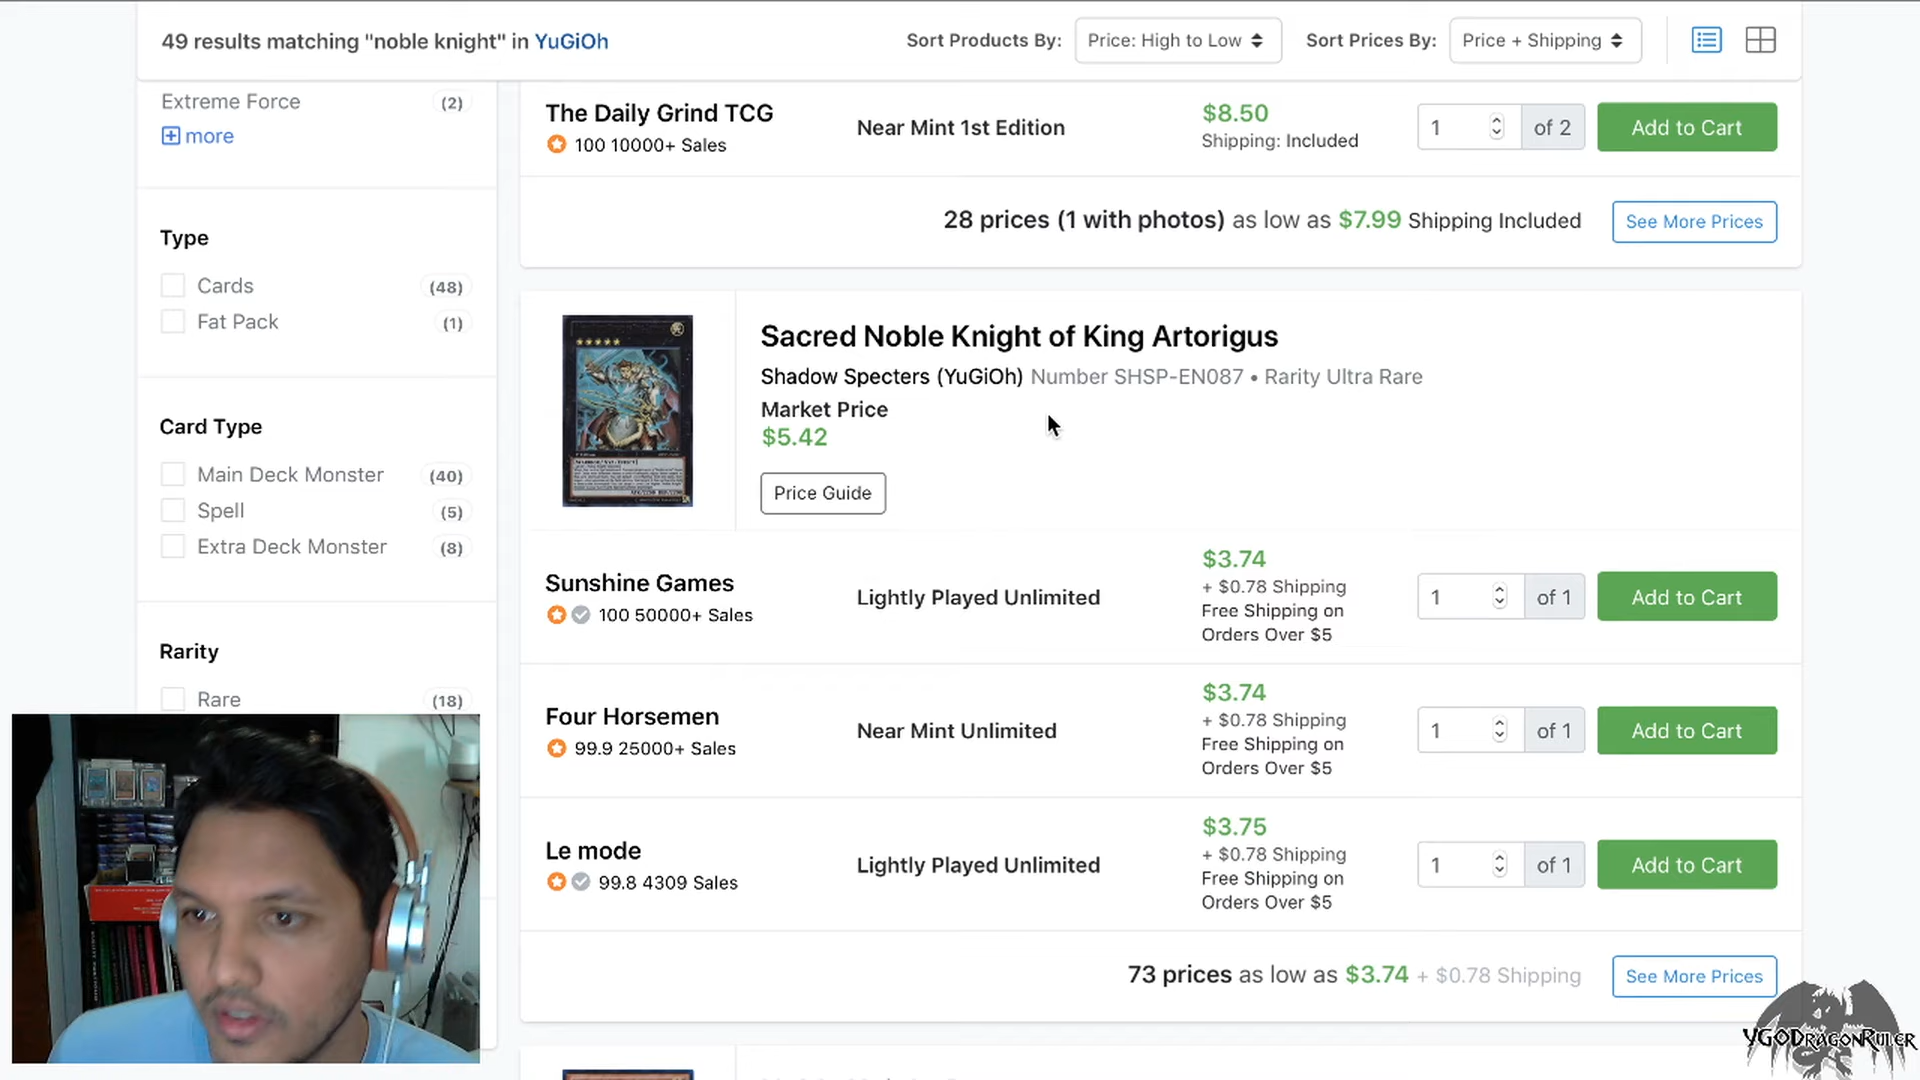 49 results matching "noble knight" in YuGiOh
Sort Products By: Price: High to Low
Sort Prices By: Price + Shipping
Extreme Force (2)
more
Type
Cards (48)
Fat Pack (1)
Card Type
Main Deck Monster (40)
Spell (5)
Extra Deck Monster (8)
Rarity
Rare (18)
The Daily Grind TCG
100 10000+ Sales
Near Mint 1st Edition
$8.50
Shipping: Included
1 of 2
Add to Cart
28 prices (1 with photos) as low as $7.99 Shipping Included
See More Prices
Sacred Noble Knight of King Artorigus
Shadow Specters (YuGiOh) Number SHSP-EN087 • Rarity Ultra Rare
Market Price
$5.42
Price Guide
Sunshine Games
100 50000+ Sales
Lightly Played Unlimited
$3.74
+ $0.78 Shipping
Free Shipping on
Orders Over $5
1 of 1
Add to Cart
Four Horsemen
99.9 25000+ Sales
Near Mint Unlimited
$3.74
+ $0.78 Shipping
Free Shipping on
Orders Over $5
1 of 1
Add to Cart
Le mode
99.8 4309 Sales
Lightly Played Unlimited
$3.75
+ $0.78 Shipping
Free Shipping on
Orders Over $5
1 of 1
Add to Cart
73 prices as low as $3.74 + $0.78 Shipping
See More Prices
YGODragonRuler